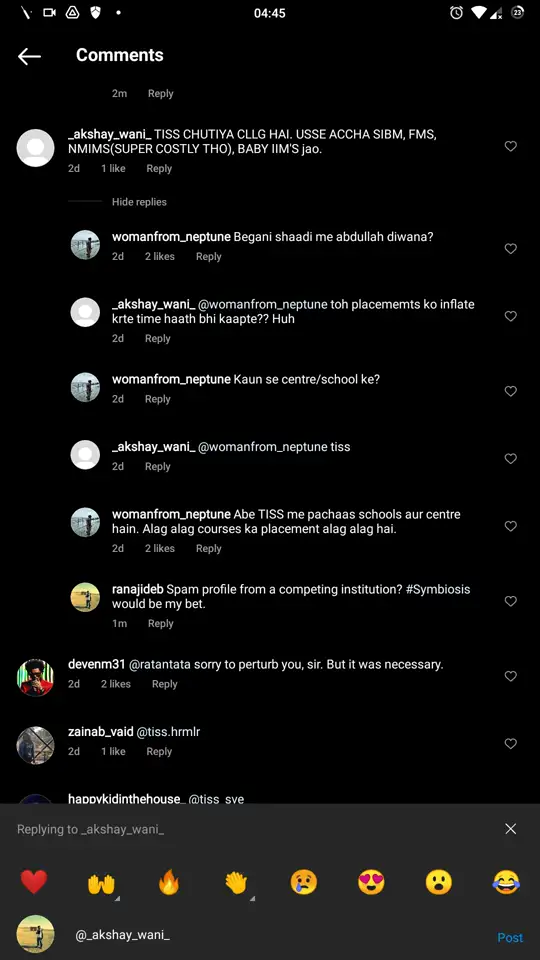 04:45
23
Comments
2m Reply
_akshay_wani_ TISS CHUTIYA CLLG HAI. USSE ACCHA SIBM, FMS,
NMIMS(SUPER COSTLY THO), BABY IIM'S jao.
2d 1 like Reply
Hide replies
womanfrom_neptune Begani shaadi me abdullah diwana?
2d 2 likes Reply
_akshay_wani_ @womanfrom_neptune toh placememts ko inflate
krte time haath bhi kaapte?? Huh
2d Reply
womanfrom_neptune Kaun se centre/school ke?
2d Reply
_akshay_wani_ @womanfrom_neptune tiss
2d Reply
womanfrom_neptune Abe TISS me pachaas schools aur centre
hain. Alag alag courses ka placement alag alag hai.
2d 2 likes Reply
ranajideb Spam profile from a competing institution? #Symbiosis
would be my bet.
1m Reply
devenm31 @ratantata sorry to perturb you, sir. But it was necessary.
2d 2 likes Reply
zainab_vaid @tiss.hrmlr
2d 1 like Reply
happykidinthehouse_ @tiss_sve
Replying to _akshay_wani_
@_akshay_wani_
Post